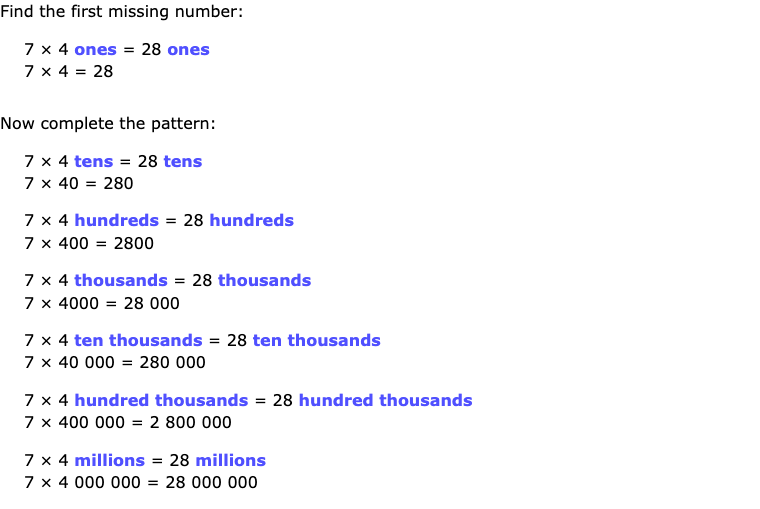 Find the first missing number:
7 × 4 ones = 28 ones
7 × 4 = 28
Now complete the pattern:
7 × 4 tens = 28 tens
7 × 40 = 280
7 × 4 hundreds = 28 hundreds
7 × 400 = 2800
7 × 4 thousands = 28 thousands
7 × 4000 = 28 000
7 × 4 ten thousands = 28 ten thousands
7 × 40 000 = 280 000
7 × 4 hundred thousands = 28 hundred thousands
7 × 400 000 = 2 800 000
7 × 4 millions = 28 millions
7 × 4 000 000 = 28 000 000